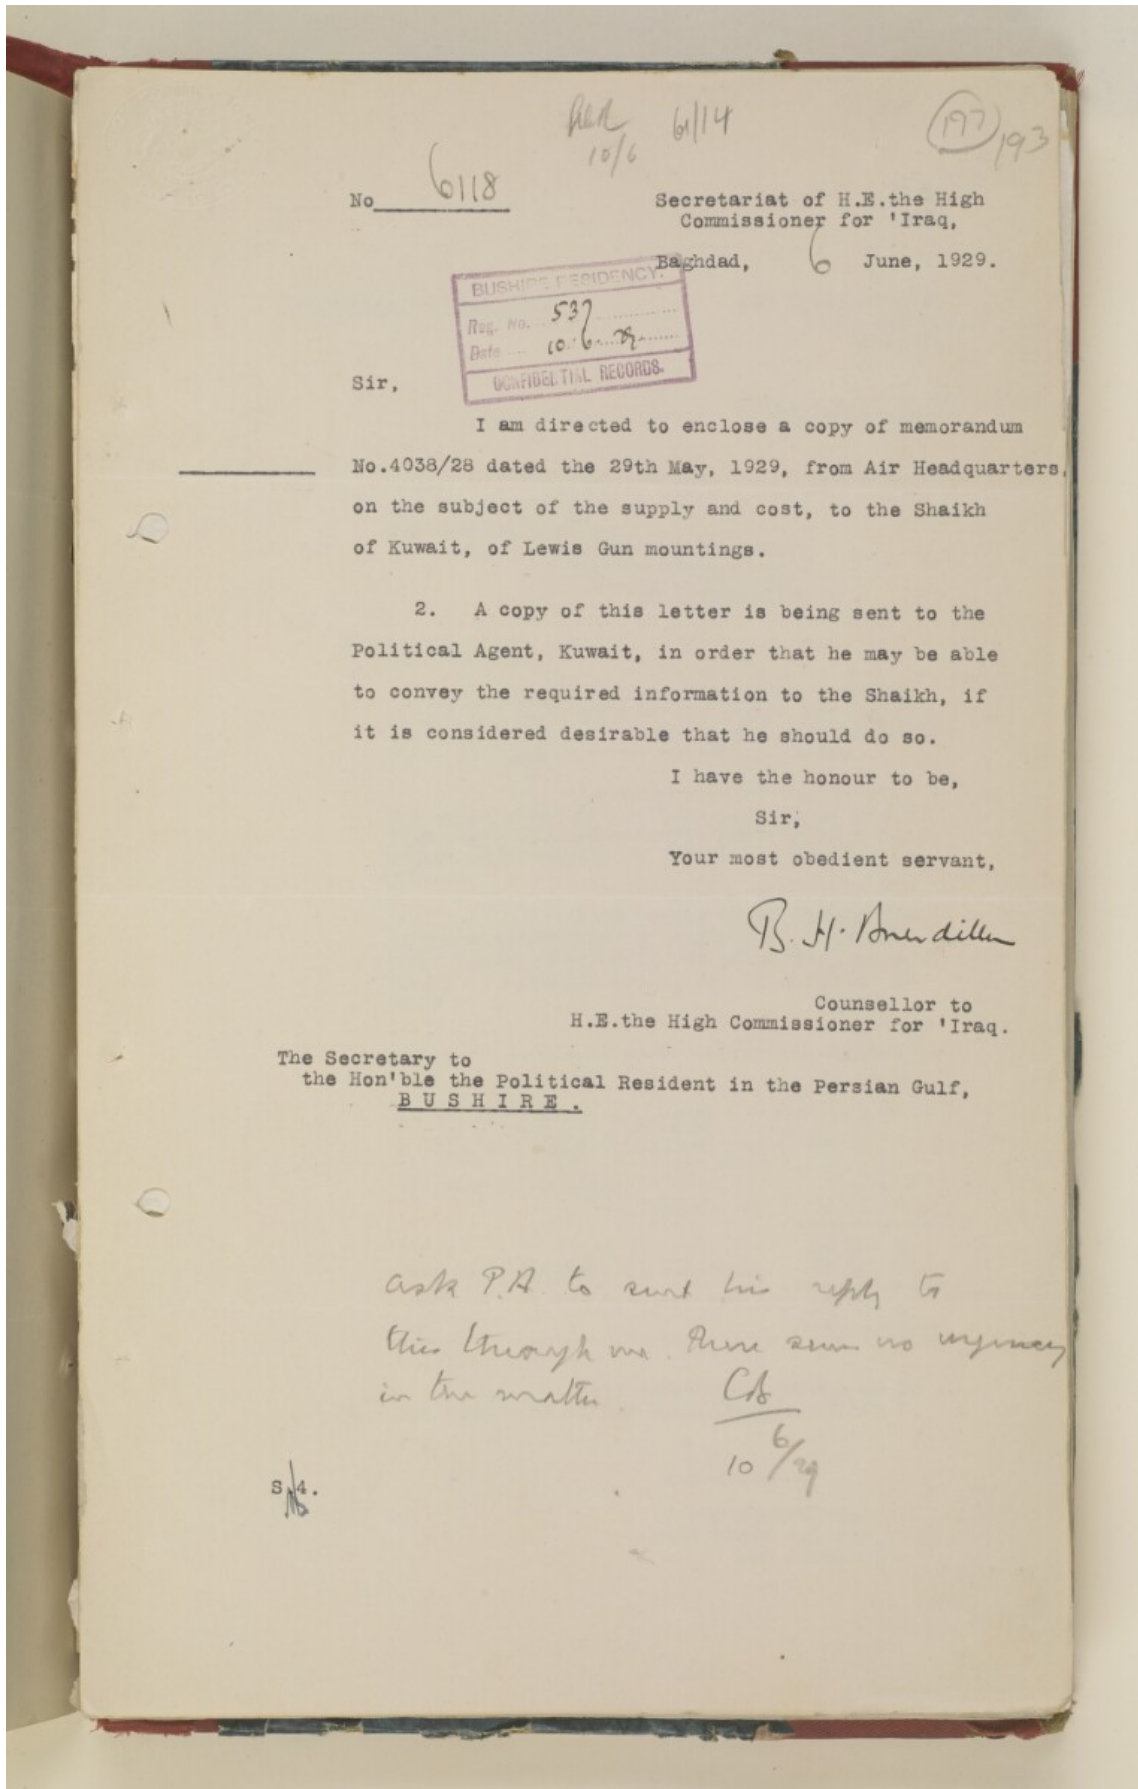 61/14
10/6
197
193
No 6118
Secretariat of H.E.the High
Commissioner for 'Iraq,
Baghdad, 6 June, 1929.
BUSHIRE RESIDENCY.
Reg. No. 537
Date 10.6.29
CONFIDENTIAL RECORDS.
Sir,
I am directed to enclose a copy of memorandum
No.4038/28 dated the 29th May, 1929, from Air Headquarters,
on the subject of the supply and cost, to the Shaikh
of Kuwait, of Lewis Gun mountings.
2. A copy of this letter is being sent to the
Political Agent, Kuwait, in order that he may be able
to convey the required information to the Shaikh, if
it is considered desirable that he should do so.
I have the honour to be,
Sir,
Your most obedient servant,
B. H. Bourdillon
Counsellor to
H.E.the High Commissioner for 'Iraq.
The Secretary to
the Hon'ble the Political Resident in the Persian Gulf,
BUSHIRE.
ask P.A. to send his reply to
this through me. There seems no urgency
in the matter.
10 6/29
S 4.